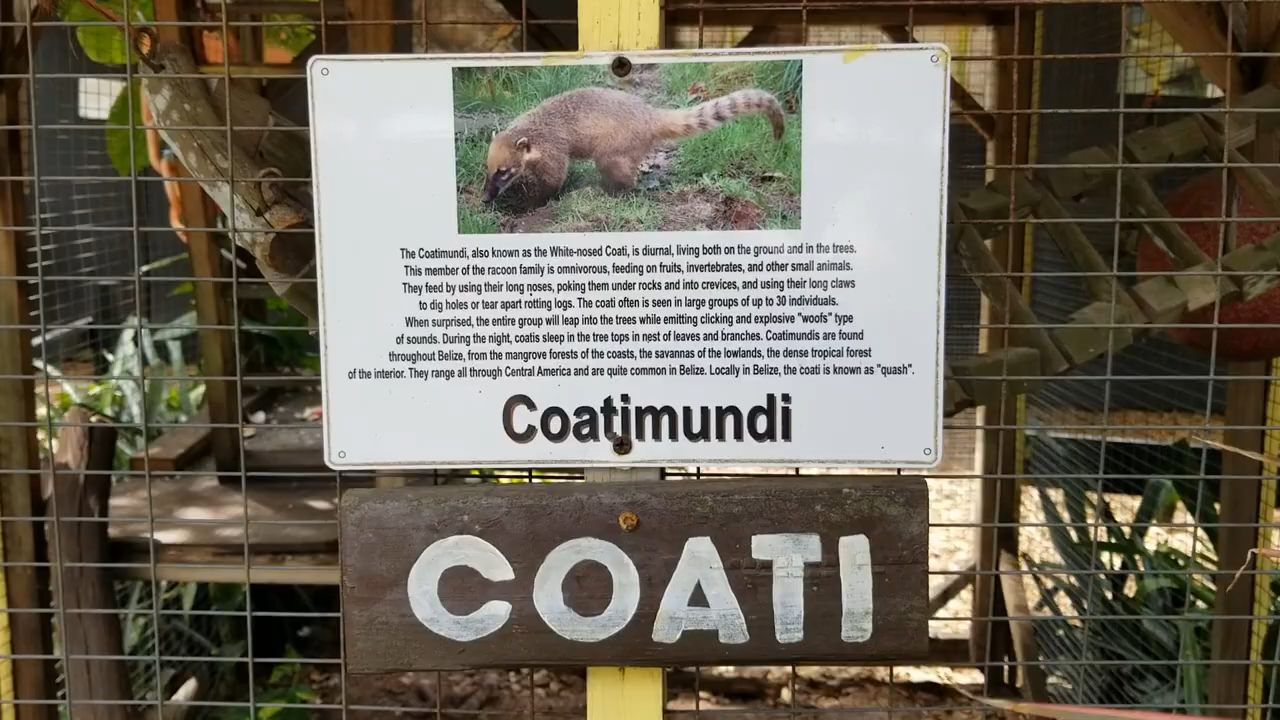 The Coatimundi, also known as the White-nosed Coati, is diurnal, living both on the ground and in the trees.
This member of the racoon family is omnivorous, feeding on fruits, invertebrates, and other small animals.
They feed by using their long noses, poking them under rocks and into crevices, and using their long claws
to dig holes or tear apart rotting logs. The coati often is seen in large groups of up to 30 individuals.
When surprised, the entire group will leap into the trees while emitting clicking and explosive "woofs" type
of sounds. During the night, coatis sleep in the tree tops in nest of leaves and branches. Coatimundis are found
throughout Belize, from the mangrove forests of the coasts, the savannas of the lowlands, the dense tropical forest
of the interior. They range all through Central America and are quite common in Belize. Locally in Belize, the coati is known as "quash".
Coatimundi
COATI